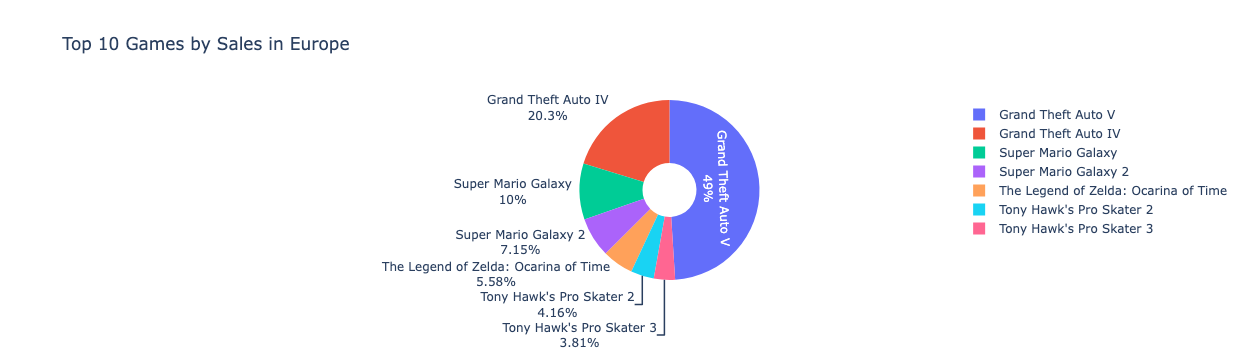 Top 10 Games by Sales in Europe
Grand Theft Auto IV
20.3%
Super Mario Galaxy
10%
Super Mario Galaxy 2
7.15%
The Legend of Zelda: Ocarina of Time
5.58%
Tony Hawk's Pro Skater 2
4.16%
Tony Hawk's Pro Skater 3
3.81%
Grand Theft Auto V
49%
Grand Theft Auto V
Grand Theft Auto IV
Super Mario Galaxy
Super Mario Galaxy 2
The Legend of Zelda: Ocarina of Time
Tony Hawk's Pro Skater 2
Tony Hawk's Pro Skater 3